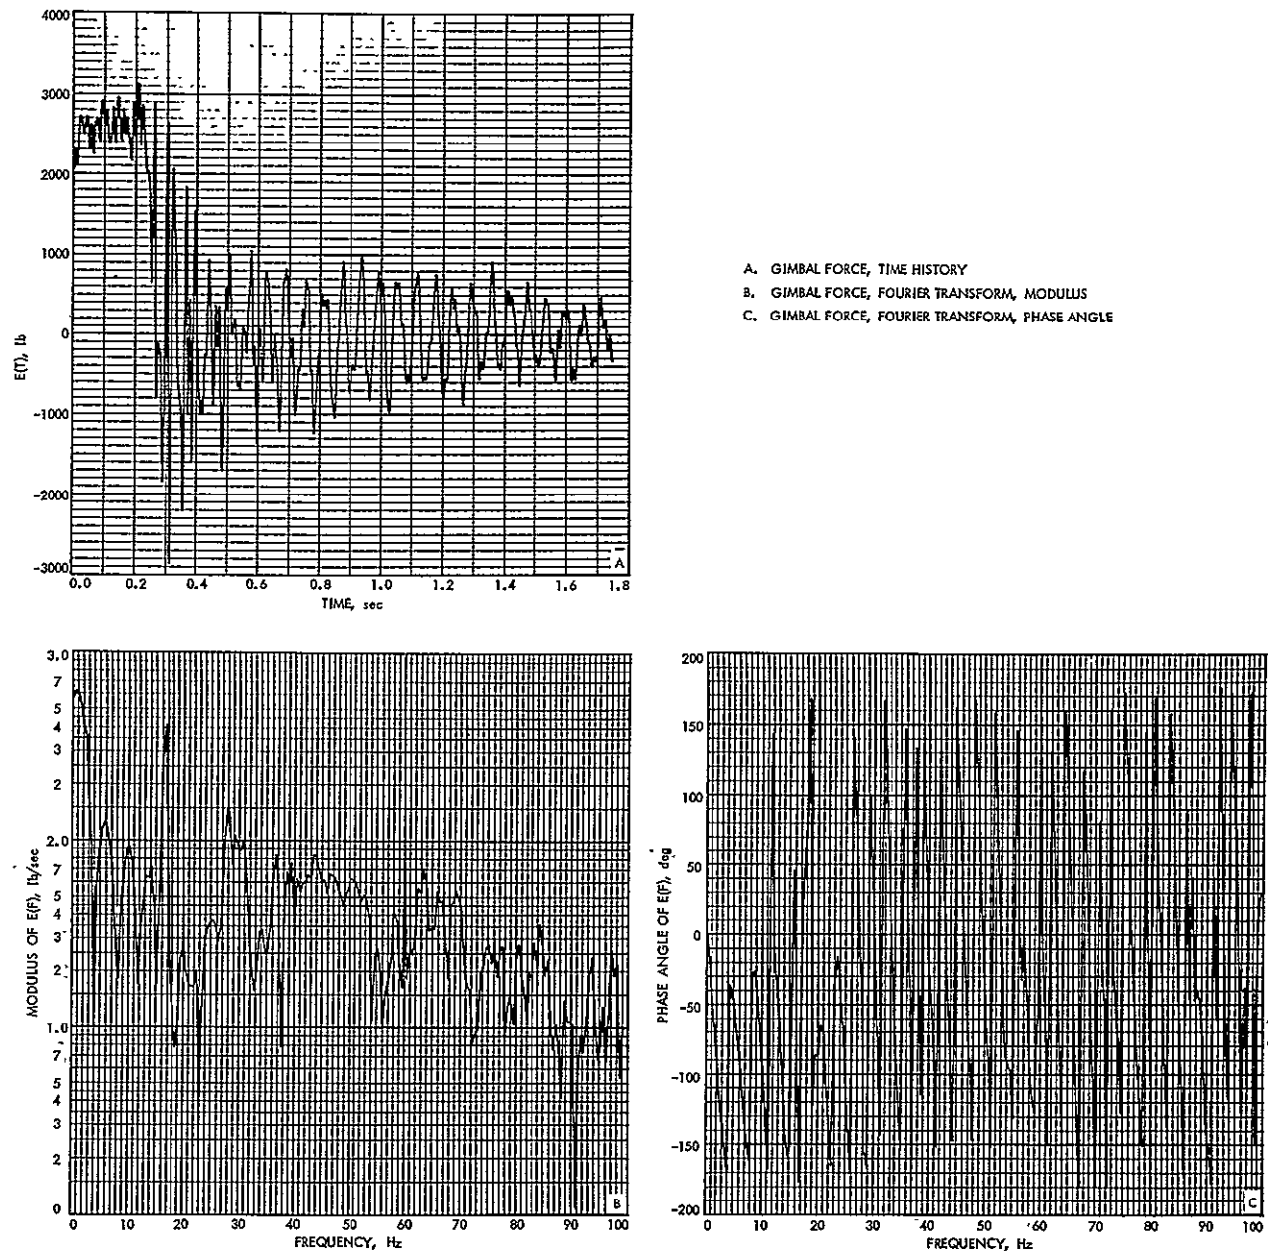 4000
3000
2000
1000
0
-1000
-2000
-3000
E(T), lb
0.0 0.2 0.4 0.6 0.8 1.0 1.2 1.4 1.6 1.8
TIME, sec
A
A. GIMBAL FORCE, TIME HISTORY
B. GIMBAL FORCE, FOURIER TRANSFORM, MODULUS
C. GIMBAL FORCE, FOURIER TRANSFORM, PHASE ANGLE
3.0
7
5
4
3
2
2.0
7
5
4
3
2
1.0
7
5
4
3
2
0
MODULUS OF E(F), lb/sec
0 10 20 30 40 50 60 70 80 90 100
FREQUENCY, Hz
B
200
150
100
50
0
-50
-100
-150
-200
PHASE ANGLE OF E(F), deg
0 10 20 30 40 50 60 70 80 90 100
FREQUENCY, Hz
C